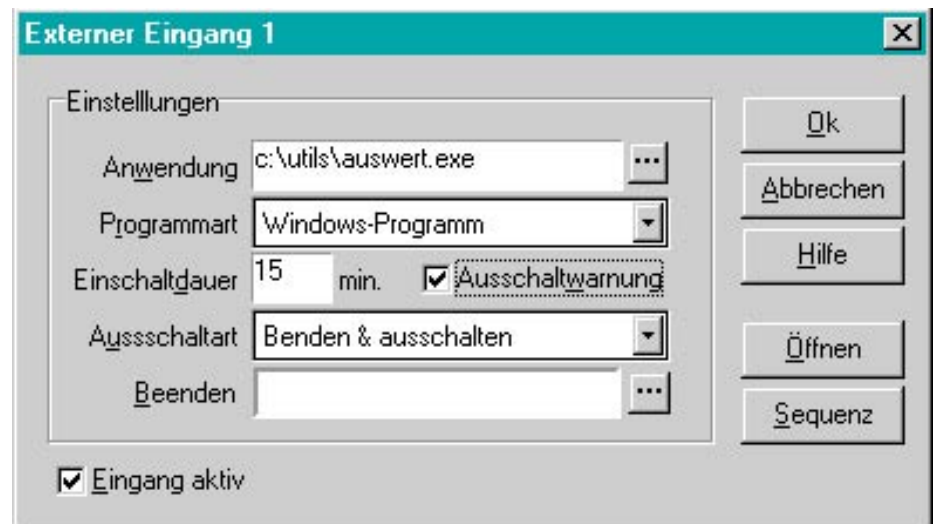 Externer Eingang 1
Einstelllungen
Anwendung c:\utils\auswert.exe ...
Programmart Windows-Programm
Einschaltdauer 15 min. Ausschaltwarnung
Aussschaltart Benden & ausschalten
Beenden ...
Eingang aktiv
Ok
Abbrechen
Hilfe
Öffnen
Sequenz